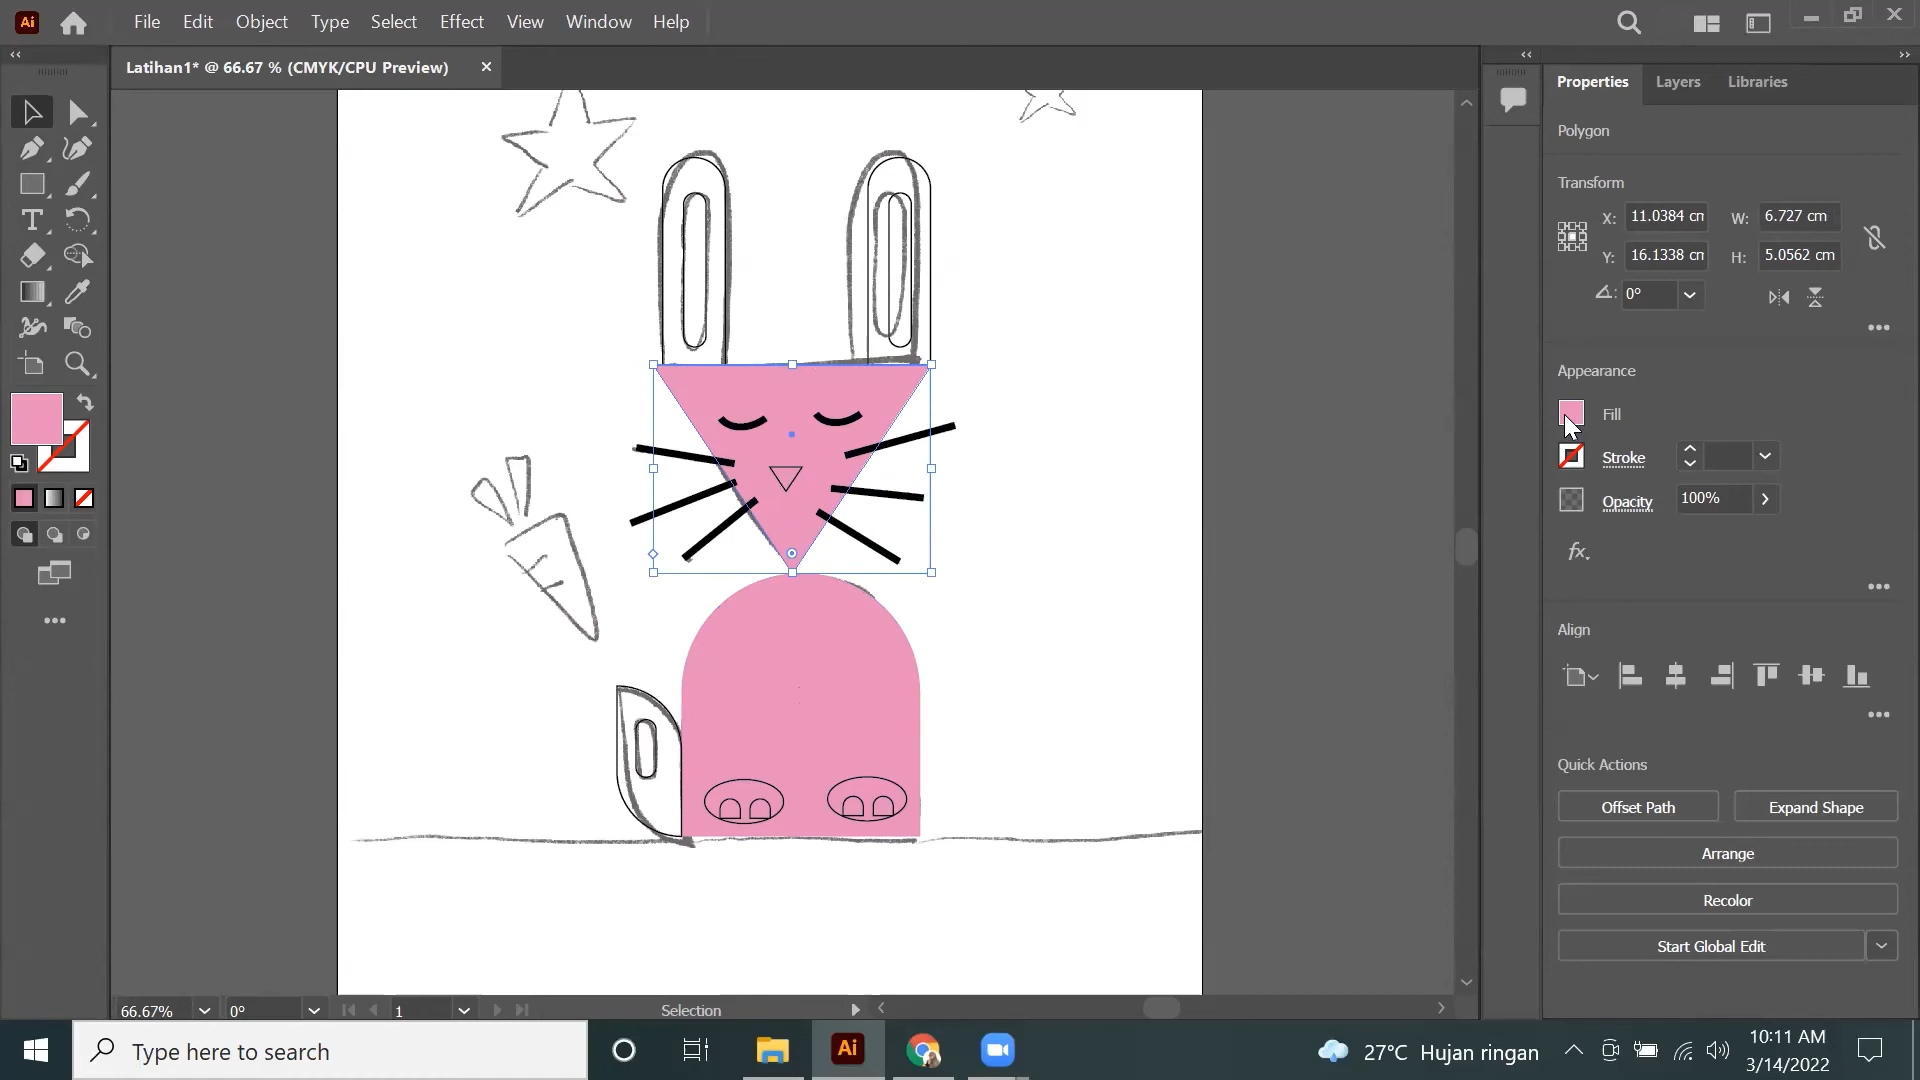 Ai File Edit Object Type Select Effect View Window Help
Latihan1* @ 66.67 % (CMYK/CPU Preview) ×
Properties Layers Libraries
Polygon
Transform
X: 11.0384 cm W: 6.727 cm
Y: 16.1338 cm H: 5.0562 cm
0°
Appearance
Fill
Stroke
Opacity 100%
fx.
Align
Quick Actions
Offset Path Expand Shape
Arrange
Recolor
Start Global Edit
66.67% 0° 1 Selection
Type here to search
Ai
27°C Hujan ringan
10:11 AM
3/14/2022